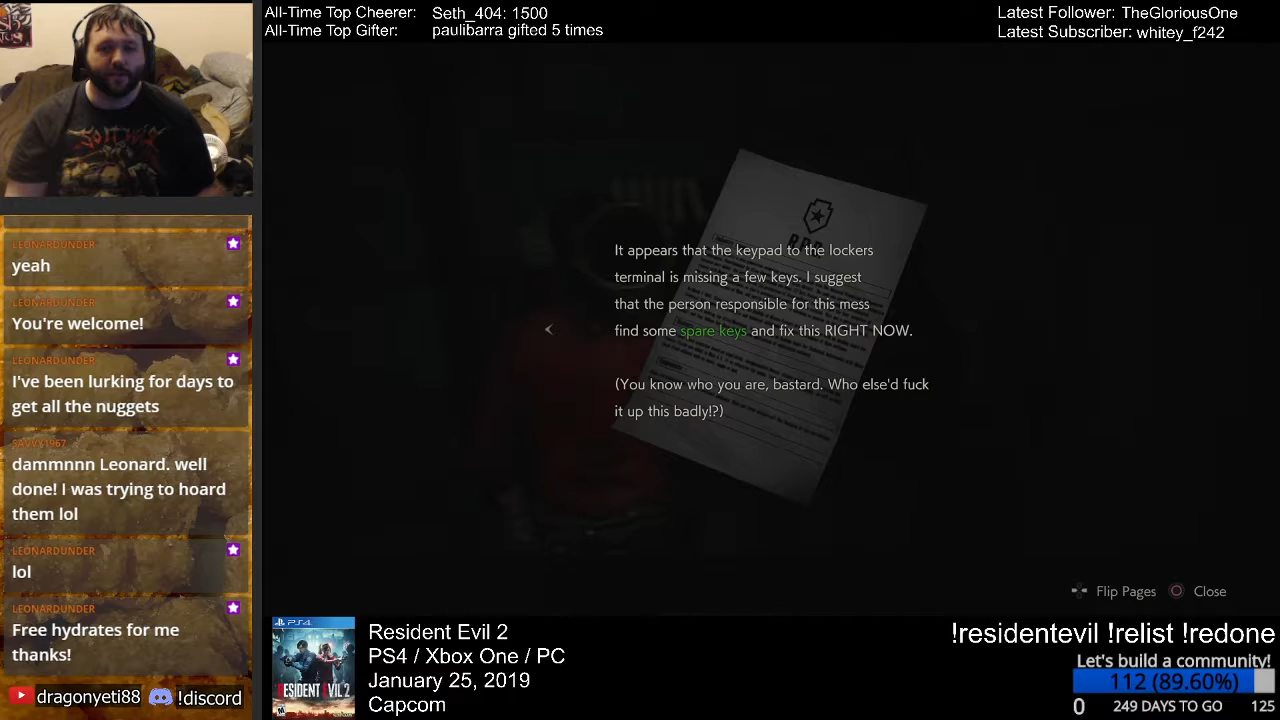 All-Time Top Cheerer: Seth_404: 1500
All-Time Top Gifter: paulibarra gifted 5 times
Latest Follower: TheGloriousOne
Latest Subscriber: whitey_f242
LEONARDUNDER
yeah
LEONARDUNDER
You're welcome!
LEONARDUNDER
I've been lurking for days to
get all the nuggets
SAVVY1967
dammnnn Leonard. well
done! I was trying to hoard
them lol
LEONARDUNDER
lol
LEONARDUNDER
Free hydrates for me
thanks!
dragonyeti88 !discord
It appears that the keypad to the lockers
terminal is missing a few keys. I suggest
that the person responsible for this mess
find some spare keys and fix this RIGHT NOW.
(You know who you are, bastard. Who else'd fuck
it up this badly!?)
Flip Pages Close
PS4
RESIDENT EVIL 2
Resident Evil 2
PS4 / Xbox One / PC
January 25, 2019
Capcom
!residentevil !relist !redone
Let's build a community!
112 (89.60%)
0 249 DAYS TO GO 125